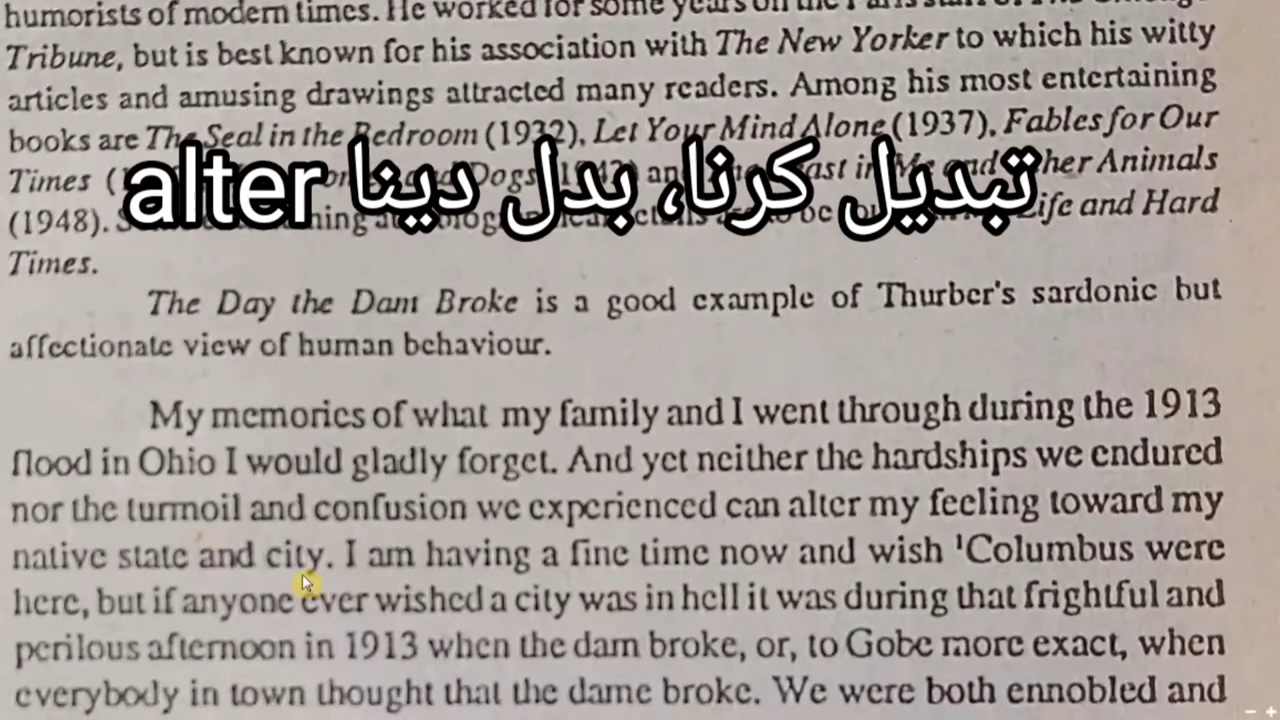 humorists of modern times. He worked for some years on the Paris staff of The Chicago
Tribune, but is best known for his association with The New Yorker to which his witty
articles and amusing drawings attracted many readers. Among his most entertaining
books are The Seal in the Bedroom (1932), Let Your Mind Alone (1937), Fables for Our
Times ( Dogs and Other Animals
alter تبدیل کرنا، بدل دینا
(1948). Life and Hard
Times.
The Day the Dam Broke is a good example of Thurber's sardonic but
affectionate view of human behaviour.
My memories of what my family and I went through during the 1913
flood in Ohio I would gladly forget. And yet neither the hardships we endured
nor the turmoil and confusion we experienced can alter my feeling toward my
native state and city. I am having a fine time now and wish 'Columbus were
here, but if anyone ever wished a city was in hell it was during that frightful and
perilous afternoon in 1913 when the dam broke, or, to Gobe more exact, when
everybody in town thought that the dame broke. We were both ennobled and